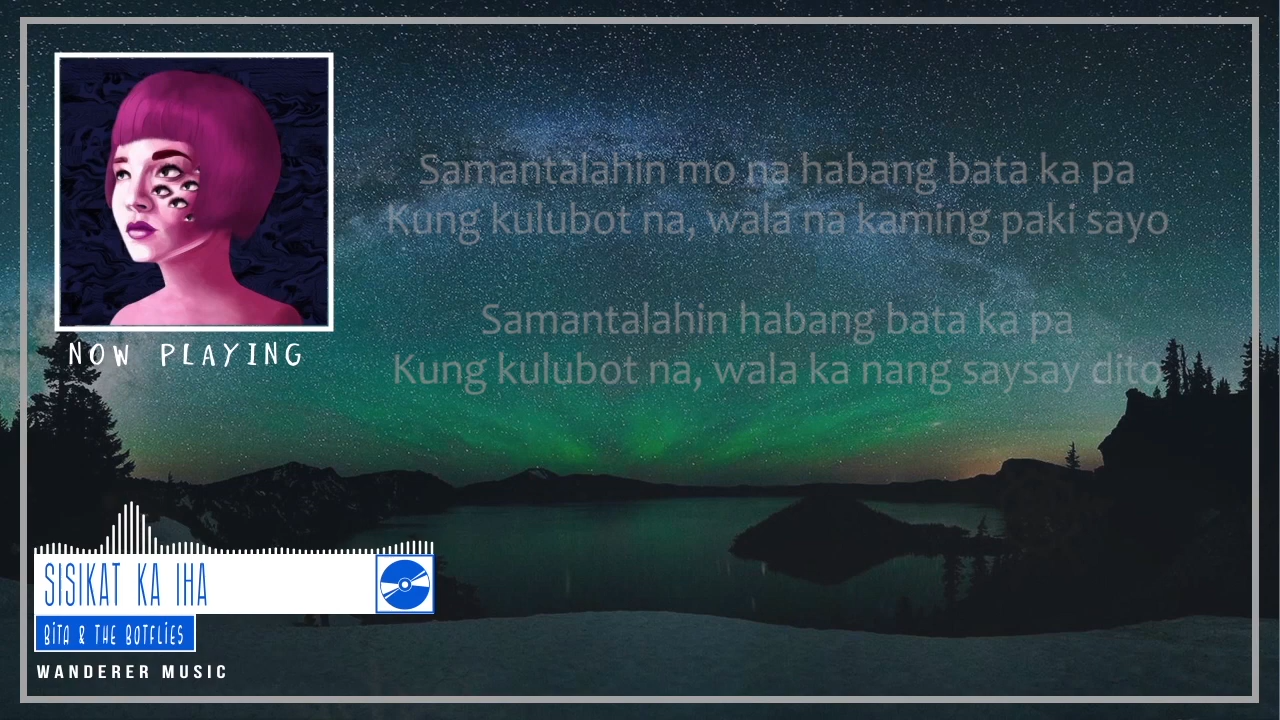 Samantalahin mo na habang bata ka pa
Kung kulubot na, wala na kaming paki sayo
Samantalahin habang bata ka pa
Kung kulubot na, wala ka nang saysay dito
NOW PLAYING
SISIKAT KA IHA
BiTA & THE BOTFLiES
WANDERER MUSIC